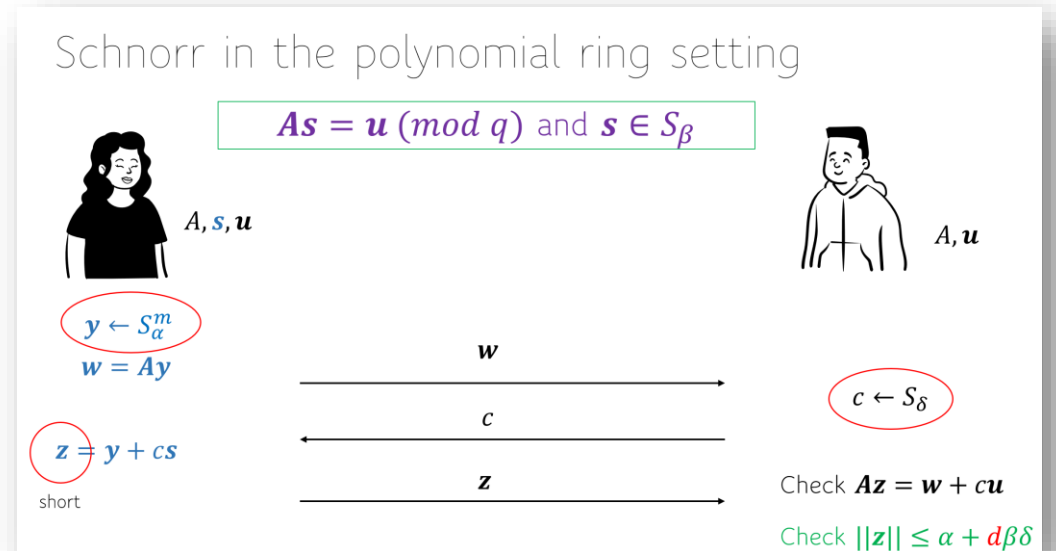 Schnorr in the polynomial ring setting
As = u (mod q) and s ∈ S_β
A, s, u
A, u
y ← S_α^m
w = Ay
w
c ← S_δ
c
z = y + cs
z
short
Check Az = w + cu
Check ||z|| ≤ α + dβδ